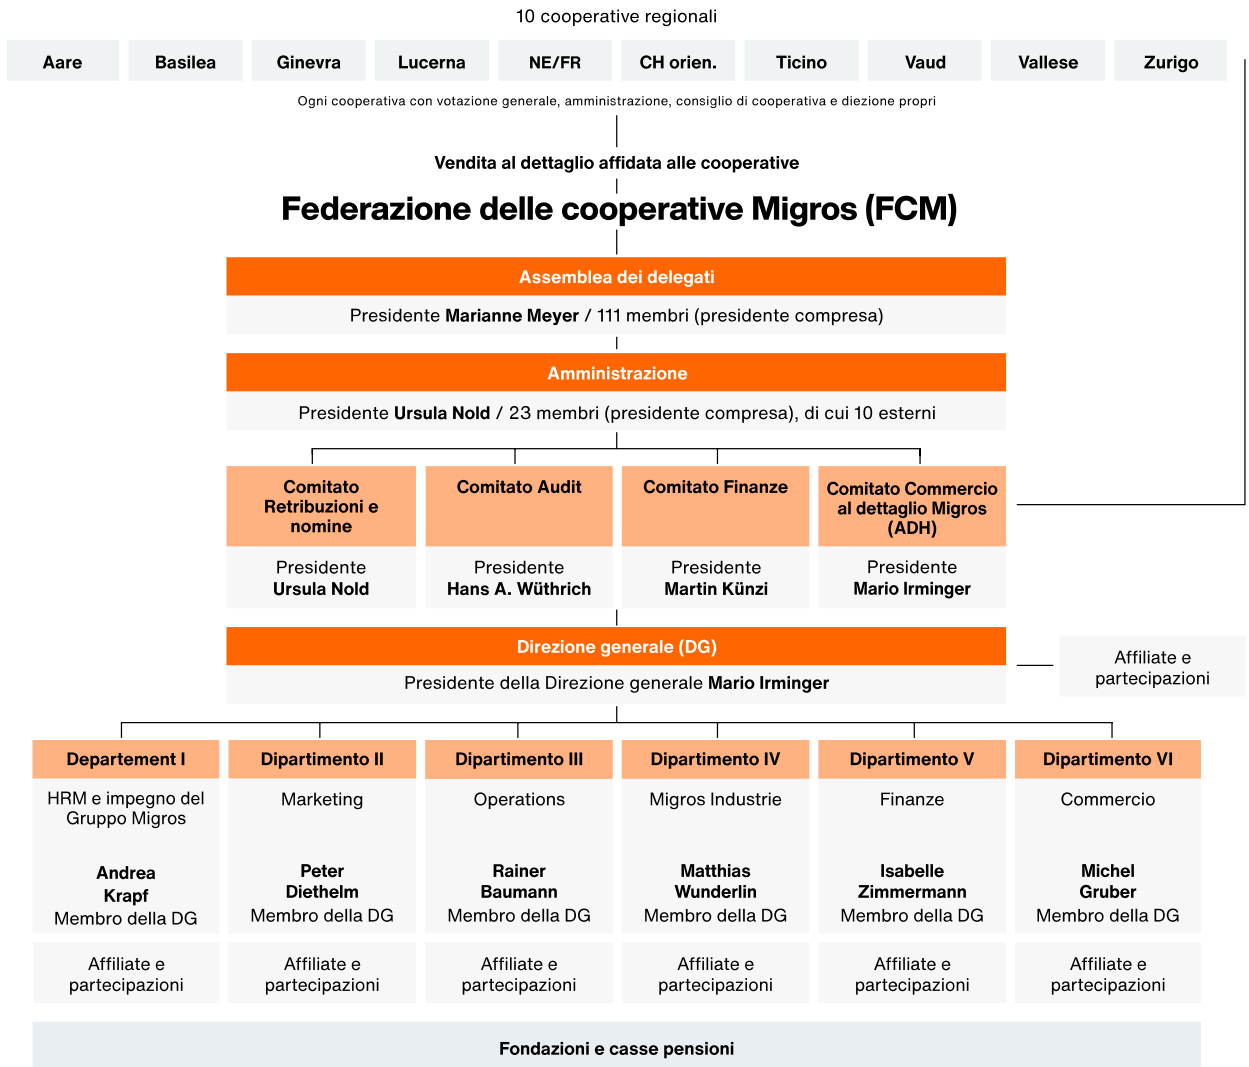 10 cooperative regionali
Aare
Basilea
Ginevra
Lucerna
NE/FR
CH orien.
Ticino
Vaud
Vallese
Zurigo
Ogni cooperativa con votazione generale, amministrazione, consiglio di cooperativa e diezione propri
Vendita al dettaglio affidata alle cooperative
Federazione delle cooperative Migros (FCM)
Assemblea dei delegati
Presidente Marianne Meyer / 111 membri (presidente compresa)
Amministrazione
Presidente Ursula Nold / 23 membri (presidente compresa), di cui 10 esterni
Comitato
Retribuzioni e
nomine
Presidente
Ursula Nold
Comitato Audit
Presidente
Hans A. Wüthrich
Comitato Finanze
Presidente
Martin Künzi
Comitato Commercio
al dettaglio Migros
(ADH)
Presidente
Mario Irminger
Direzione generale (DG)
Presidente della Direzione generale Mario Irminger
Affiliate e
partecipazioni
Departement I
HRM e impegno del
Gruppo Migros
Andrea
Krapf
Membro della DG
Affiliate e
partecipazioni
Dipartimento II
Marketing
Peter
Diethelm
Membro della DG
Affiliate e
partecipazioni
Dipartimento III
Operations
Rainer
Baumann
Membro della DG
Affiliate e
partecipazioni
Dipartimento IV
Migros Industrie
Matthias
Wunderlin
Membro della DG
Affiliate e
partecipazioni
Dipartimento V
Finanze
Isabelle
Zimmermann
Membro della DG
Affiliate e
partecipazioni
Dipartimento VI
Commercio
Michel
Gruber
Membro della DG
Affiliate e
partecipazioni
Fondazioni e casse pensioni